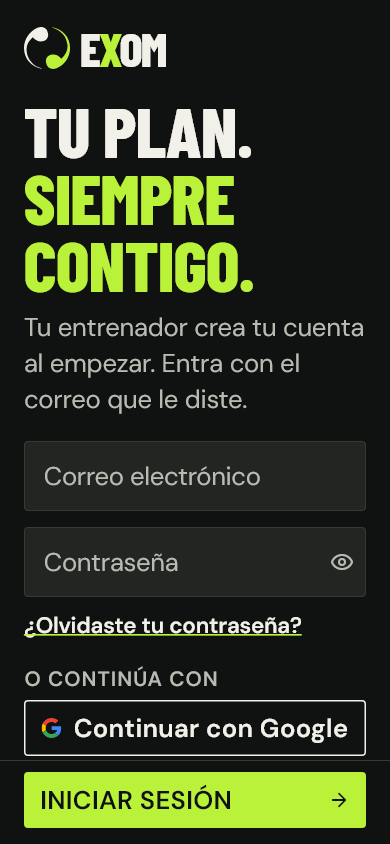 EXOM
TU PLAN.
SIEMPRE
CONTIGO.
Tu entrenador crea tu cuenta
al empezar. Entra con el
correo que le diste.
Correo electrónico
Contraseña
¿Olvidaste tu contraseña?
O CONTINÚA CON
Continuar con Google
INICIAR SESIÓN